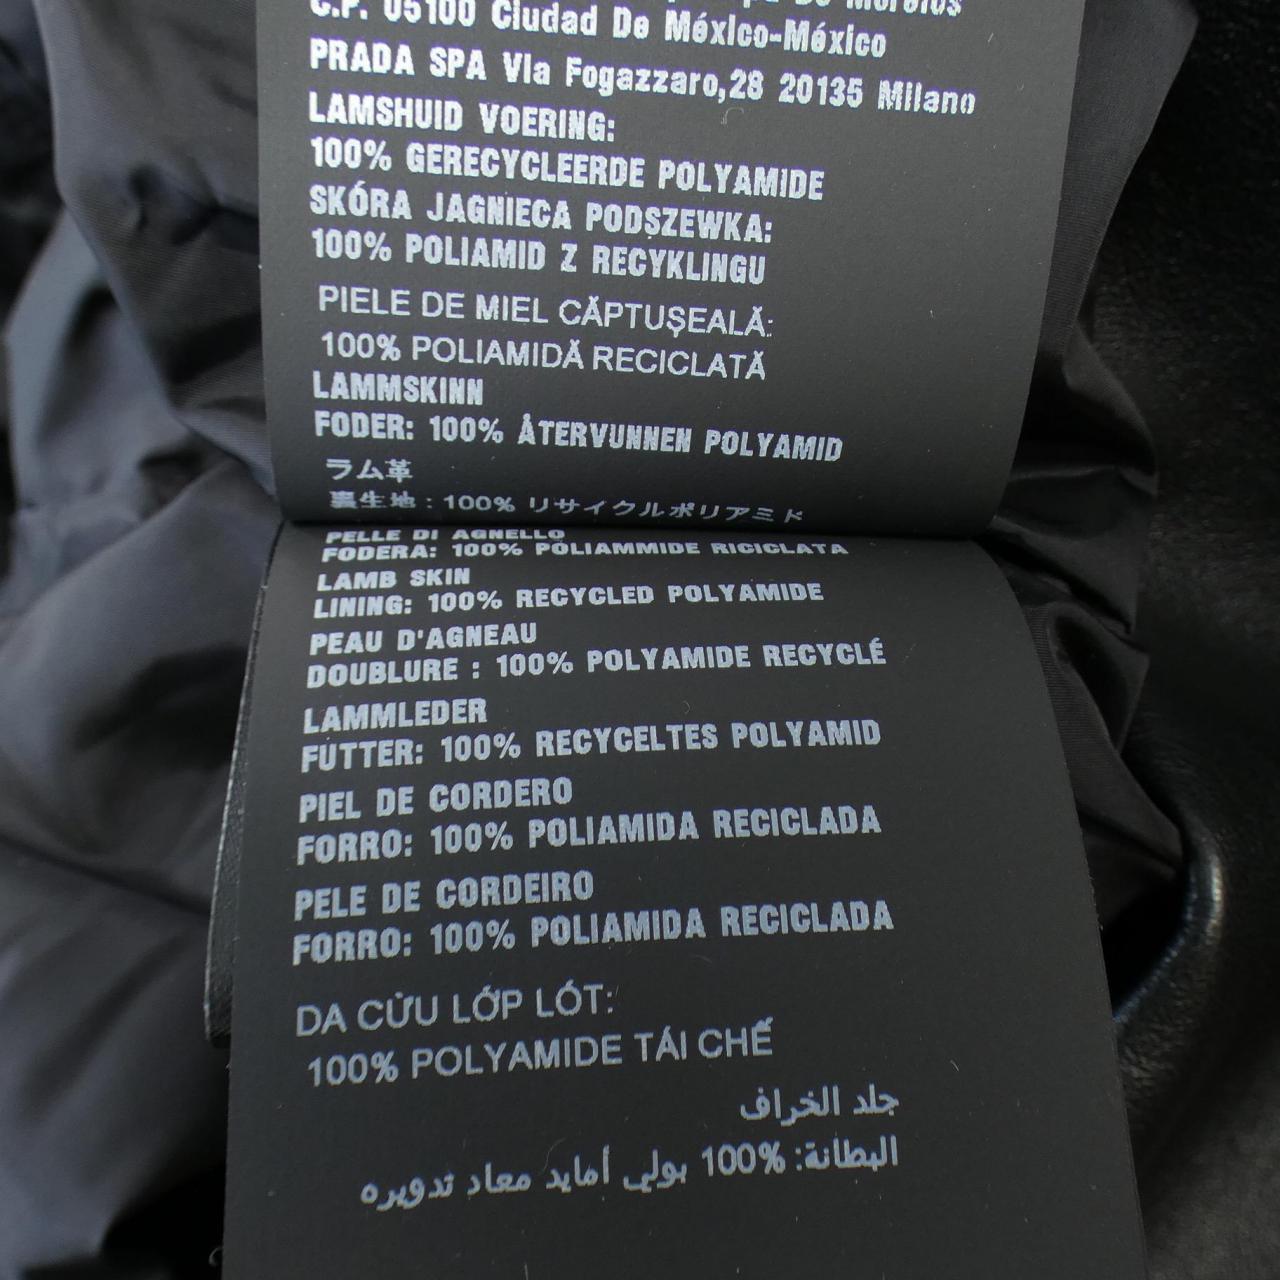 C.P. 05100 Ciudad De México-México
PRADA SPA Via Fogazzaro,28 20135 Milano
LAMSHUID VOERING:
100% GERECYCLEERDE POLYAMIDE
SKÓRA JAGNIECA PODSZEWKA:
100% POLIAMID Z RECYKLINGU
PIELE DE MIEL CĂPTUȘEALĂ:
100% POLIAMIDĂ RECICLATĂ
LAMMSKINN
FODER: 100% ÅTERVUNNEN POLYAMID
ラム革
裏生地：100% リサイクルポリアミド
PELLE DI AGNELLO
FODERA: 100% POLIAMMIDE RICICLATA
LAMB SKIN
LINING: 100% RECYCLED POLYAMIDE
PEAU D'AGNEAU
DOUBLURE : 100% POLYAMIDE RECYCLÉ
LAMMLEDER
FUTTER: 100% RECYCELTES POLYAMID
PIEL DE CORDERO
FORRO: 100% POLIAMIDA RECICLADA
PELE DE CORDEIRO
FORRO: 100% POLIAMIDA RECICLADA
DA CỪU LỚP LÓT:
100% POLYAMIDE TÁI CHẾ
جلد الخراف
البطانة: 100% بولي أمايد معاد تدويره